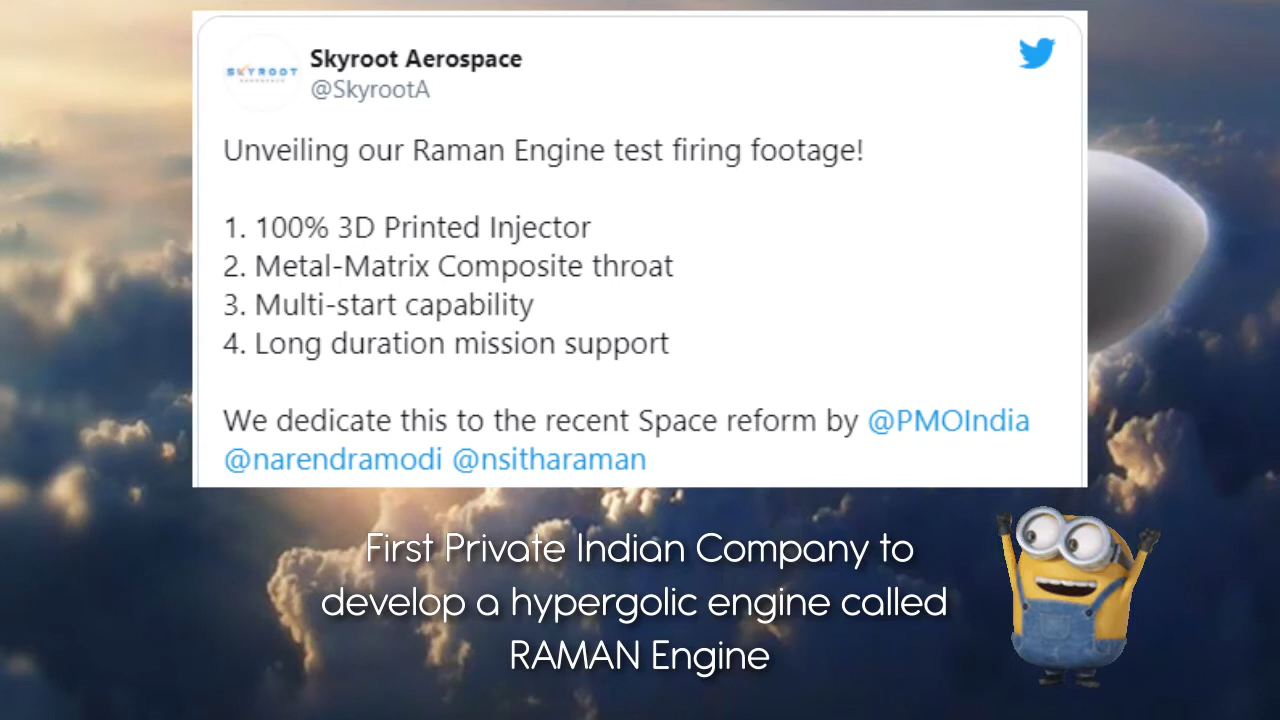 SKYROOT
AEROSPACE
Skyroot Aerospace
@SkyrootA
Unveiling our Raman Engine test firing footage!
1. 100% 3D Printed Injector
2. Metal-Matrix Composite throat
3. Multi-start capability
4. Long duration mission support
We dedicate this to the recent Space reform by @PMOIndia
@narendramodi @nsitharaman
First Private Indian Company to
develop a hypergolic engine called
RAMAN Engine